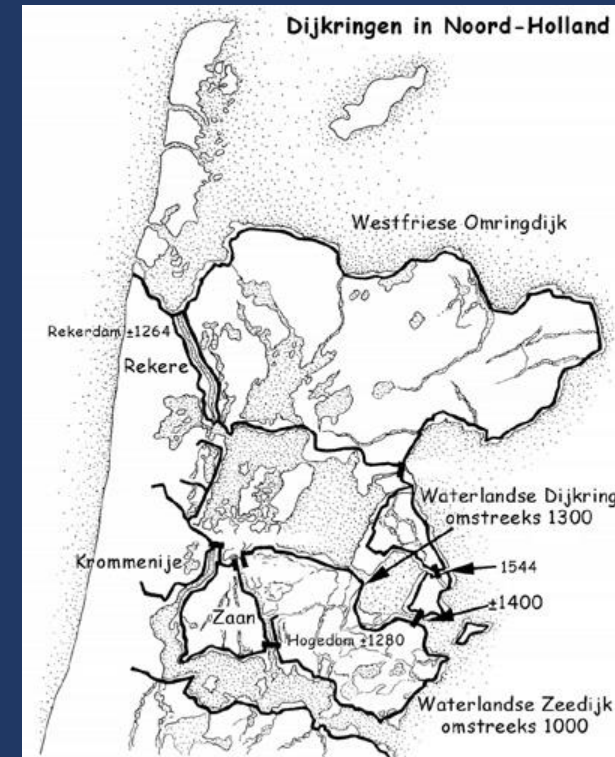 Dijkringen in Noord-Holland
Westfriese Omringdijk
Rekerdam ±1264
Rekere
Waterlandse Dijkring
omstreeks 1300
Krommenije
1544
±1400
Zaan
Hogedam ±1280
Waterlandse Zeedijk
omstreeks 1000